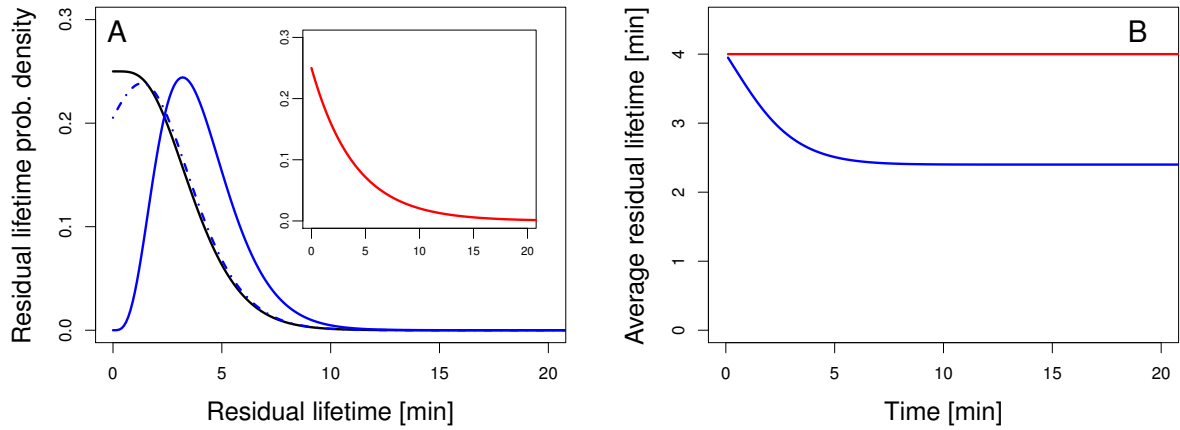 A
Residual lifetime prob. density
0.3
0.2
0.1
0.0
0 5 10 15 20
Residual lifetime [min]
0.3
0.2
0.1
0.0
0 5 10 15 20
B
Average residual lifetime [min]
4
3
2
1
0
0 5 10 15 20
Time [min]